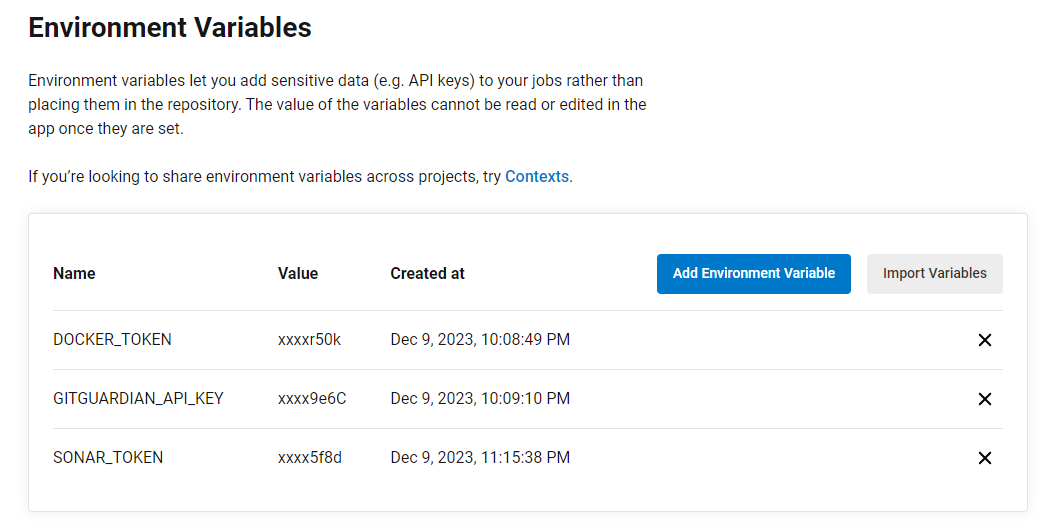 Environment Variables
Environment variables let you add sensitive data (e.g. API keys) to your jobs rather than
placing them in the repository. The value of the variables cannot be read or edited in the
app once they are set.
If you’re looking to share environment variables across projects, try Contexts.
Name Value Created at Add Environment Variable Import Variables
DOCKER_TOKEN xxxxr50k Dec 9, 2023, 10:08:49 PM
GITGUARDIAN_API_KEY xxxx9e6C Dec 9, 2023, 10:09:10 PM
SONAR_TOKEN xxxx5f8d Dec 9, 2023, 11:15:38 PM